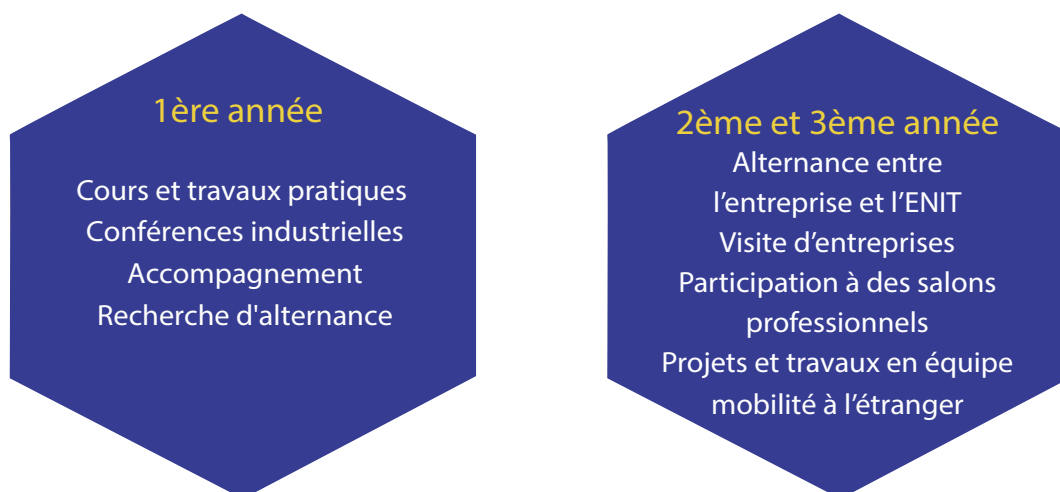 1ère année
Cours et travaux pratiques
Conférences industrielles
Accompagnement
Recherche d'alternance
2ème et 3ème année
Alternance entre
l’entreprise et l’ENIT
Visite d’entreprises
Participation à des salons
professionnels
Projets et travaux en équipe
mobilité à l’étranger